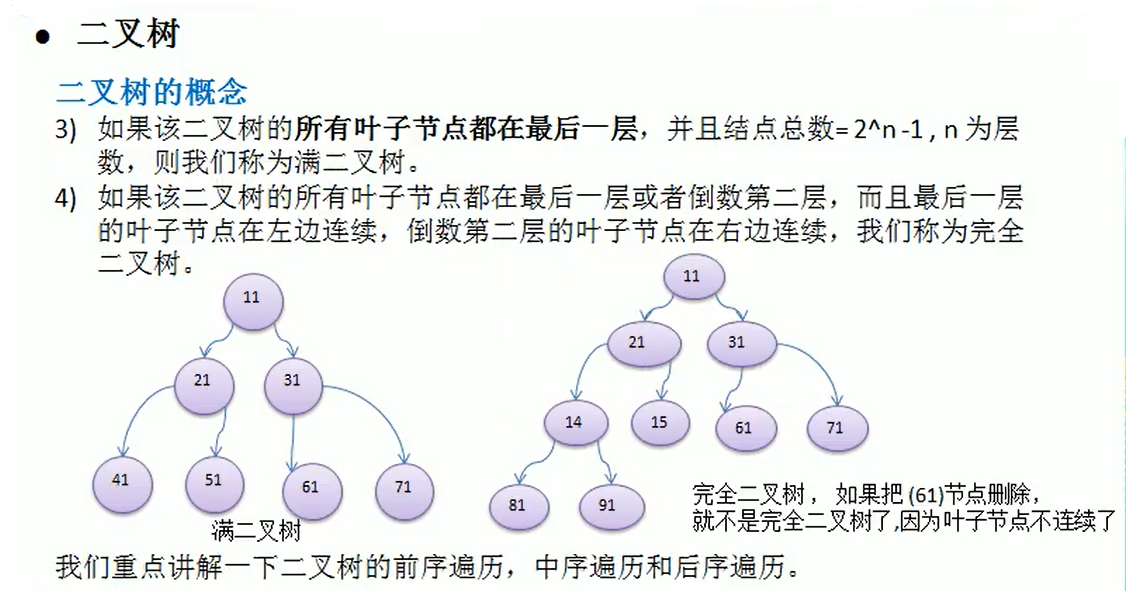 ● 二叉树
二叉树的概念
3) 如果该二叉树的所有叶子节点都在最后一层，并且结点总数= 2^n -1 , n 为层
数，则我们称为满二叉树。
4) 如果该二叉树的所有叶子节点都在最后一层或者倒数第二层，而且最后一层
的叶子节点在左边连续，倒数第二层的叶子节点在右边连续，我们称为完全
二叉树。
11
21 31
41 51 61 71
满二叉树
11
21 31
14 15 61 71
81 91
完全二叉树， 如果把 (61)节点删除，
就不是完全二叉树了,因为叶子节点不连续了
我们重点讲解一下二叉树的前序遍历，中序遍历和后序遍历。